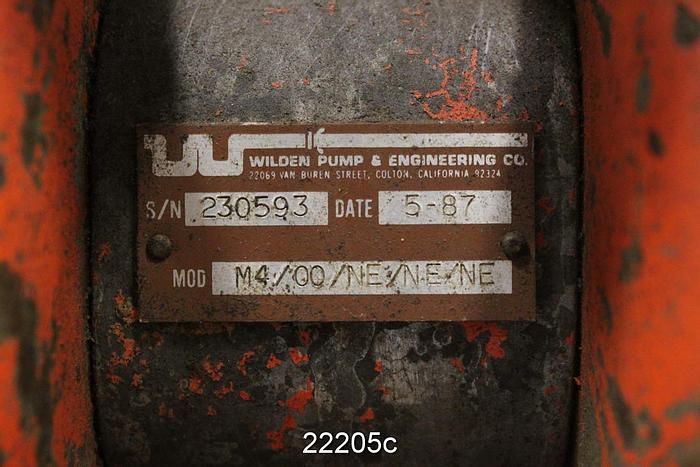 WILDEN PUMP & ENGINEERING CO.
22069 VAN BUREN STREET, COLTON, CALIFORNIA 92324
S/N 230593 DATE 5-87
MOD M4/00/NE/NE/NE
22205c